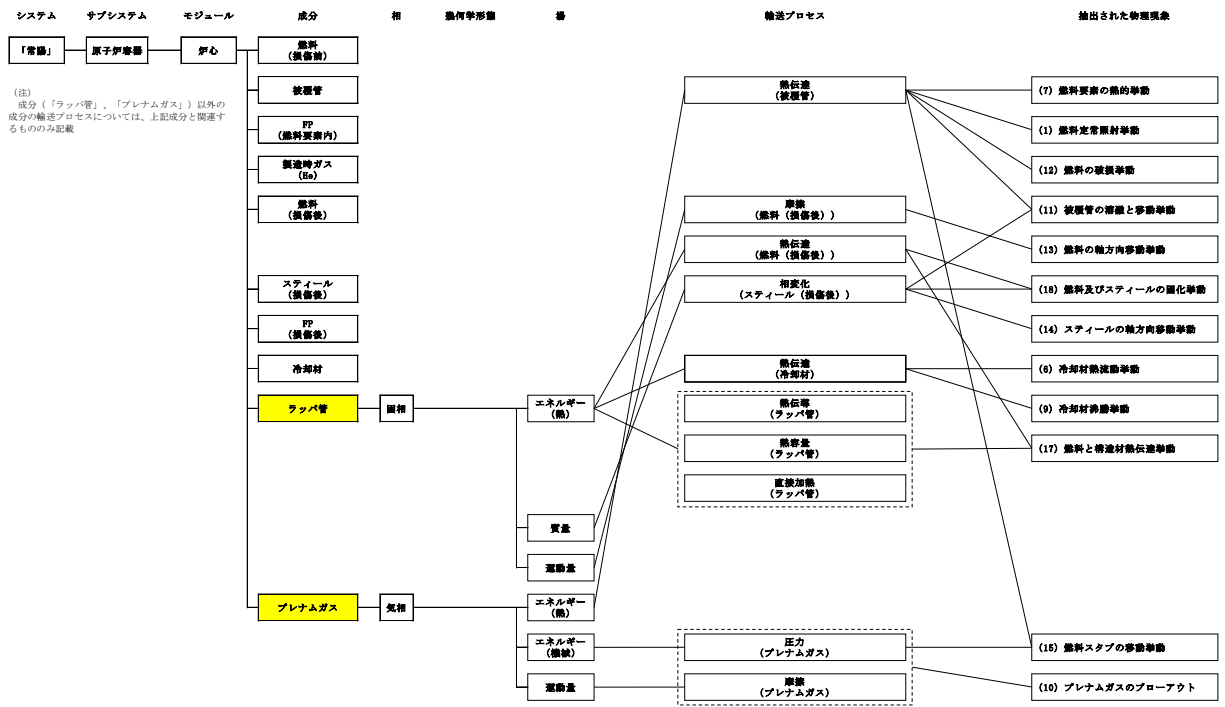 システム
サブシステム
モジュール
成分
相
幾何学形態
場
輸送プロセス
抽出された物理現象
「常陽」
原子炉容器
炉心
燃料
(損傷前)
被覆管
FP
(燃料要素内)
製造時ガス
(He)
燃料
(損傷後)
スティール
(損傷後)
FP
(損傷後)
冷却材
ラッパ管
プレナムガス
(注)
成分(「ラッパ管」、「プレナムガス」)以外の
成分の輸送プロセスについては、上記成分と関連す
るもののみ記載
固相
気相
エネルギー
(熱)
質量
運動量
エネルギー
(熱)
エネルギー
(機械)
運動量
熱伝達
(被覆管)
摩擦
(燃料(損傷後))
熱伝達
(燃料(損傷後))
相変化
(スティール(損傷後))
熱伝達
(冷却材)
熱伝導
(ラッパ管)
熱容量
(ラッパ管)
直接加熱
(ラッパ管)
圧力
(プレナムガス)
摩擦
(プレナムガス)
(7) 燃料要素の熱的挙動
(1) 燃料定常照射挙動
(12) 燃料の破損挙動
(11) 被覆管の溶融と移動挙動
(13) 燃料の軸方向移動挙動
(18) 燃料及びスティールの固化挙動
(14) スティールの軸方向移動挙動
(6) 冷却材熱流動挙動
(9) 冷却材沸騰挙動
(17) 燃料と構造材熱伝達挙動
(15) 燃料スタブの移動挙動
(10) プレナムガスのブローアウト